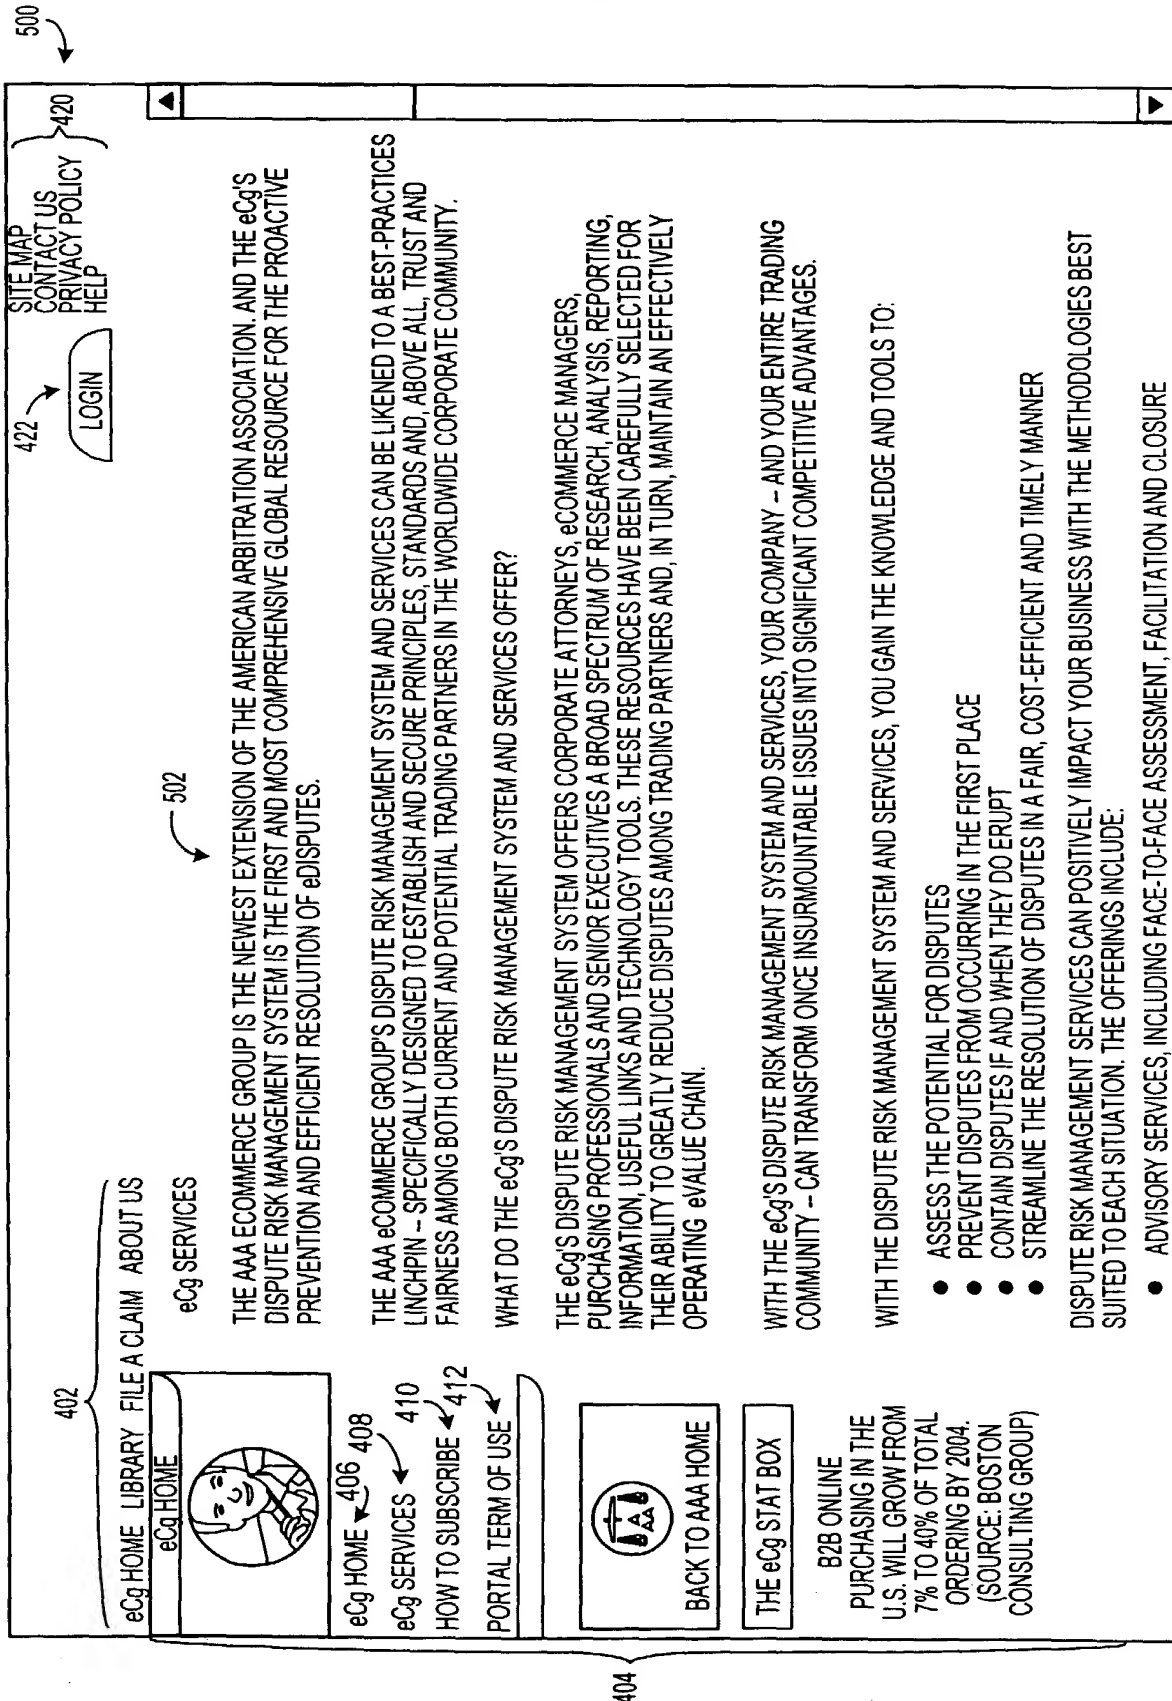 500
SITE MAP
CONTACT US
PRIVACY POLICY
HELP
420
422
LOGIN
402
eCg HOME LIBRARY FILE A CLAIM ABOUT US
eCg HOME
eCg HOME 406
eCg SERVICES 408
HOW TO SUBSCRIBE 410
PORTAL TERM OF USE 412
404
AAA
BACK TO AAA HOME
THE eCg STAT BOX
B2B ONLINE
PURCHASING IN THE
U.S. WILL GROW FROM
7% TO 40% OF TOTAL
ORDERING BY 2004.
(SOURCE: BOSTON
CONSULTING GROUP)
eCg SERVICES
502
THE AAA ECOMMERCE GROUP IS THE NEWEST EXTENSION OF THE AMERICAN ARBITRATION ASSOCIATION. AND THE eCg'S
DISPUTE RISK MANAGEMENT SYSTEM IS THE FIRST AND MOST COMPREHENSIVE GLOBAL RESOURCE FOR THE PROACTIVE
PREVENTION AND EFFICIENT RESOLUTION OF eDISPUTES.
THE AAA eCOMMERCE GROUP'S DISPUTE RISK MANAGEMENT SYSTEM AND SERVICES CAN BE LIKENED TO A BEST-PRACTICES
LINCHPIN -- SPECIFICALLY DESIGNED TO ESTABLISH AND SECURE PRINCIPLES, STANDARDS AND, ABOVE ALL, TRUST AND
FAIRNESS AMONG BOTH CURRENT AND POTENTIAL TRADING PARTNERS IN THE WORLDWIDE CORPORATE COMMUNITY.
WHAT DO THE eCg'S DISPUTE RISK MANAGEMENT SYSTEM AND SERVICES OFFER?
THE eCg'S DISPUTE RISK MANAGEMENT SYSTEM OFFERS CORPORATE ATTORNEYS, eCOMMERCE MANAGERS,
PURCHASING PROFESSIONALS AND SENIOR EXECUTIVES A BROAD SPECTRUM OF RESEARCH, ANALYSIS, REPORTING,
INFORMATION, USEFUL LINKS AND TECHNOLOGY TOOLS. THESE RESOURCES HAVE BEEN CAREFULLY SELECTED FOR
THEIR ABILITY TO GREATLY REDUCE DISPUTES AMONG TRADING PARTNERS AND, IN TURN, MAINTAIN AN EFFECTIVELY
OPERATING eVALUE CHAIN.
WITH THE eCg'S DISPUTE RISK MANAGEMENT SYSTEM AND SERVICES, YOUR COMPANY -- AND YOUR ENTIRE TRADING
COMMUNITY -- CAN TRANSFORM ONCE INSURMOUNTABLE ISSUES INTO SIGNIFICANT COMPETITIVE ADVANTAGES.
WITH THE DISPUTE RISK MANAGEMENT SYSTEM AND SERVICES, YOU GAIN THE KNOWLEDGE AND TOOLS TO:
● ASSESS THE POTENTIAL FOR DISPUTES
● PREVENT DISPUTES FROM OCCURRING IN THE FIRST PLACE
● CONTAIN DISPUTES IF AND WHEN THEY DO ERUPT
● STREAMLINE THE RESOLUTION OF DISPUTES IN A FAIR, COST-EFFICIENT AND TIMELY MANNER
DISPUTE RISK MANAGEMENT SERVICES CAN POSITIVELY IMPACT YOUR BUSINESS WITH THE METHODOLOGIES BEST
SUITED TO EACH SITUATION. THE OFFERINGS INCLUDE:
● ADVISORY SERVICES, INCLUDING FACE-TO-FACE ASSESSMENT, FACILITATION AND CLOSURE